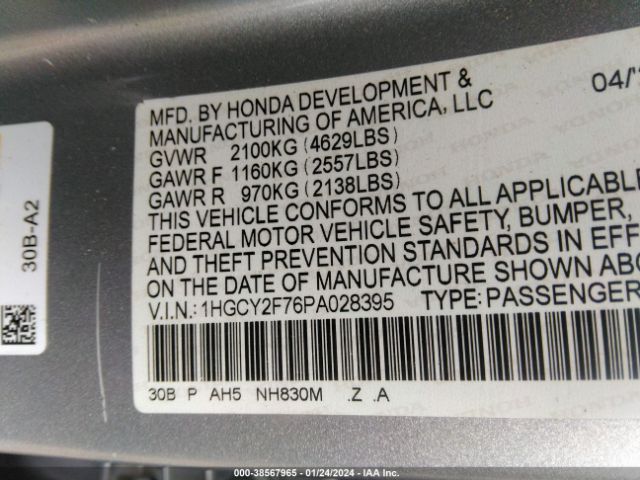 MFD. BY HONDA DEVELOPMENT & 04/
MANUFACTURING OF AMERICA, LLC
GVWR 2100KG (4629LBS)
GAWR F 1160KG (2557LBS)
GAWR R 970KG (2138LBS)
THIS VEHICLE CONFORMS TO ALL APPLICABLE
FEDERAL MOTOR VEHICLE SAFETY, BUMPER,
AND THEFT PREVENTION STANDARDS IN EFF
ON THE DATE OF MANUFACTURE SHOWN ABO
V.I.N.: 1HGCY2F76PA028395 TYPE: PASSENGER
30B P AH5 NH830M .Z .A
30B-A2
000-38567965 | 01/24/2024 | IAA Inc.